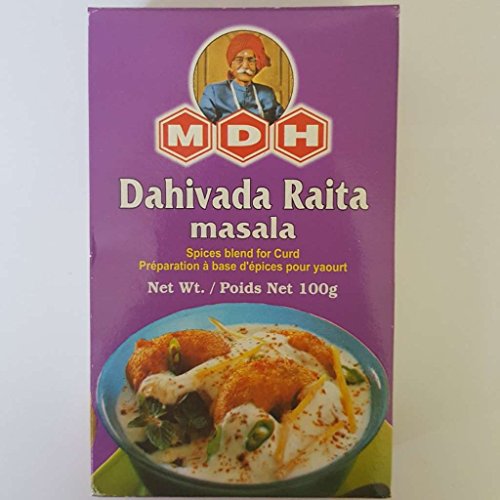 MDH
Dahivada Raita
masala
Spices blend for Curd
Préparation à base d'épices pour yaourt
Net Wt. / Poids Net 100g